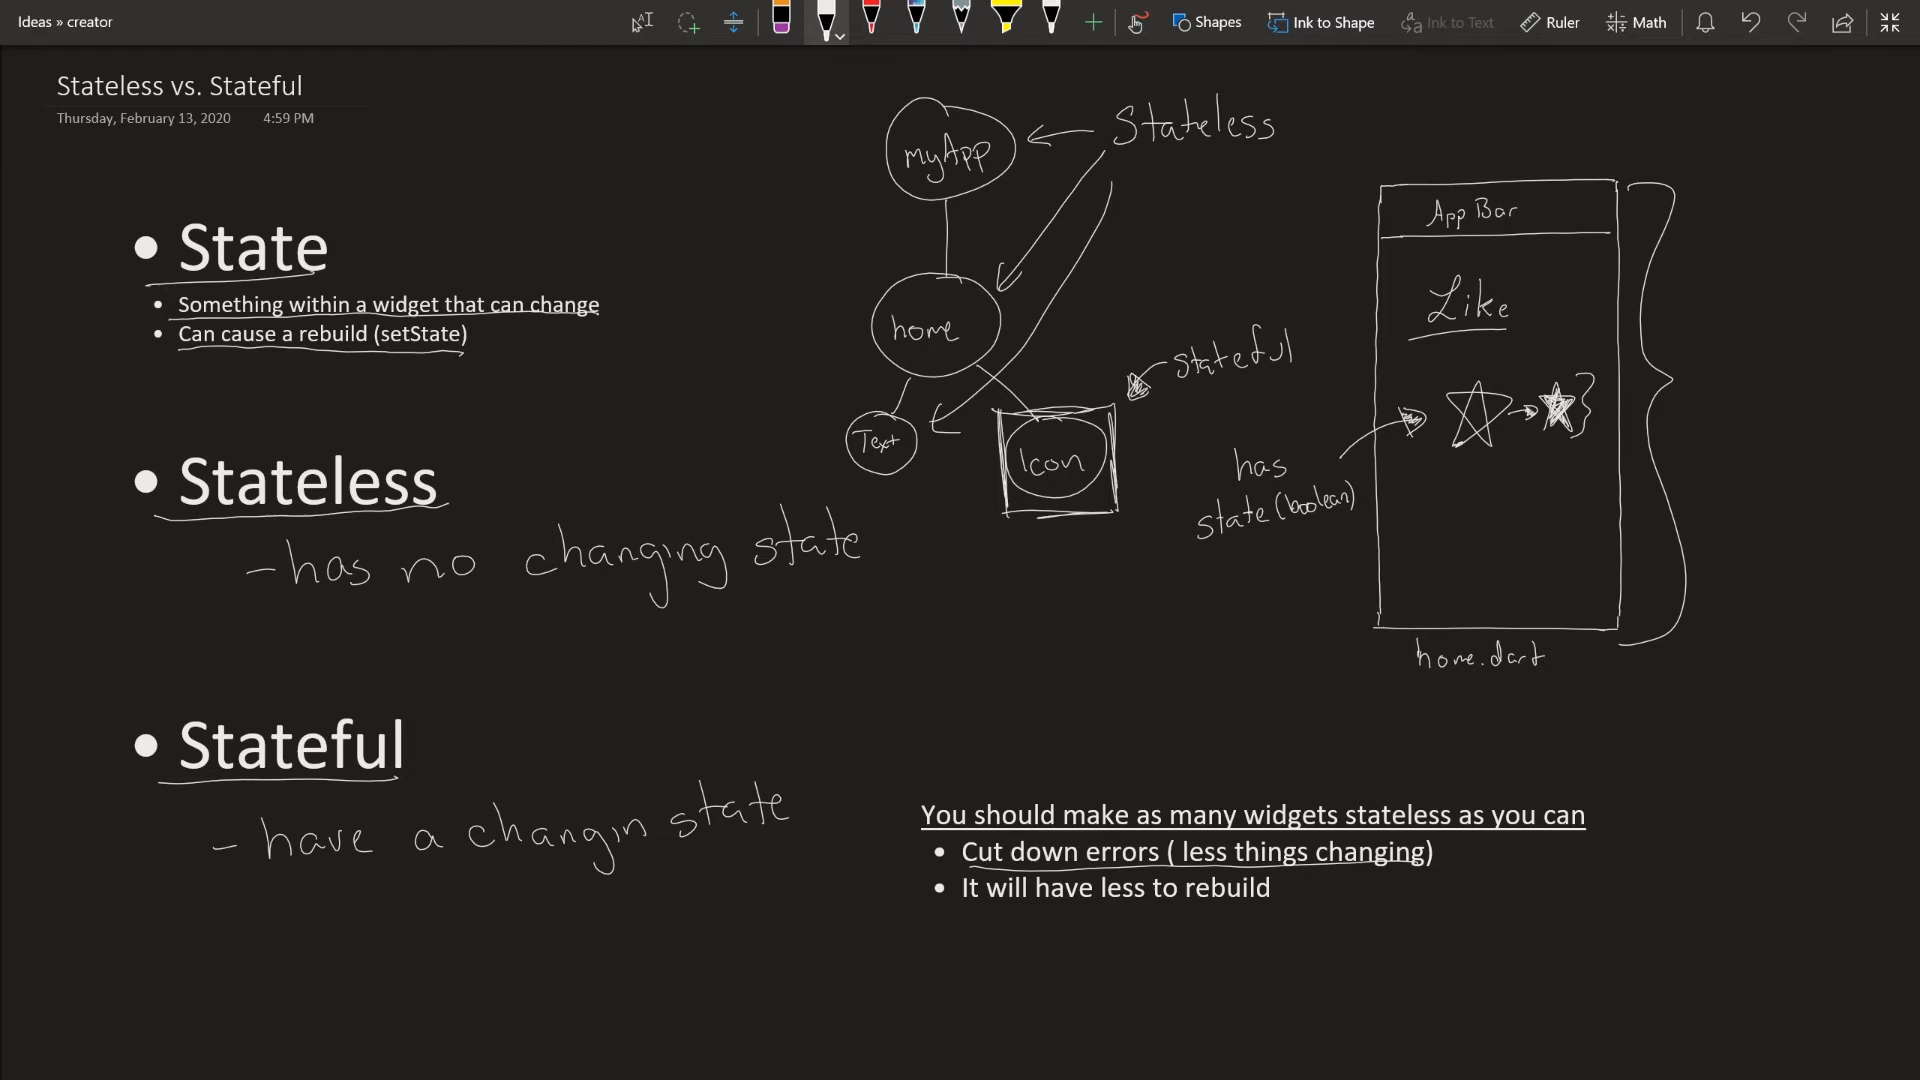 Ideas » creator
Shapes
Ink to Shape
Ink to Text
Ruler
Math
Stateless vs. Stateful
Thursday, February 13, 2020 4:59 PM
• State
• Something within a widget that can change
• Can cause a rebuild (setState)
• Stateless
- has no changing state
• Stateful
- have a changin state
myApp
Stateless
home
Text
Icon
stateful
has
state (boolean)
App Bar
Like
home.dart
You should make as many widgets stateless as you can
• Cut down errors ( less things changing)
• It will have less to rebuild